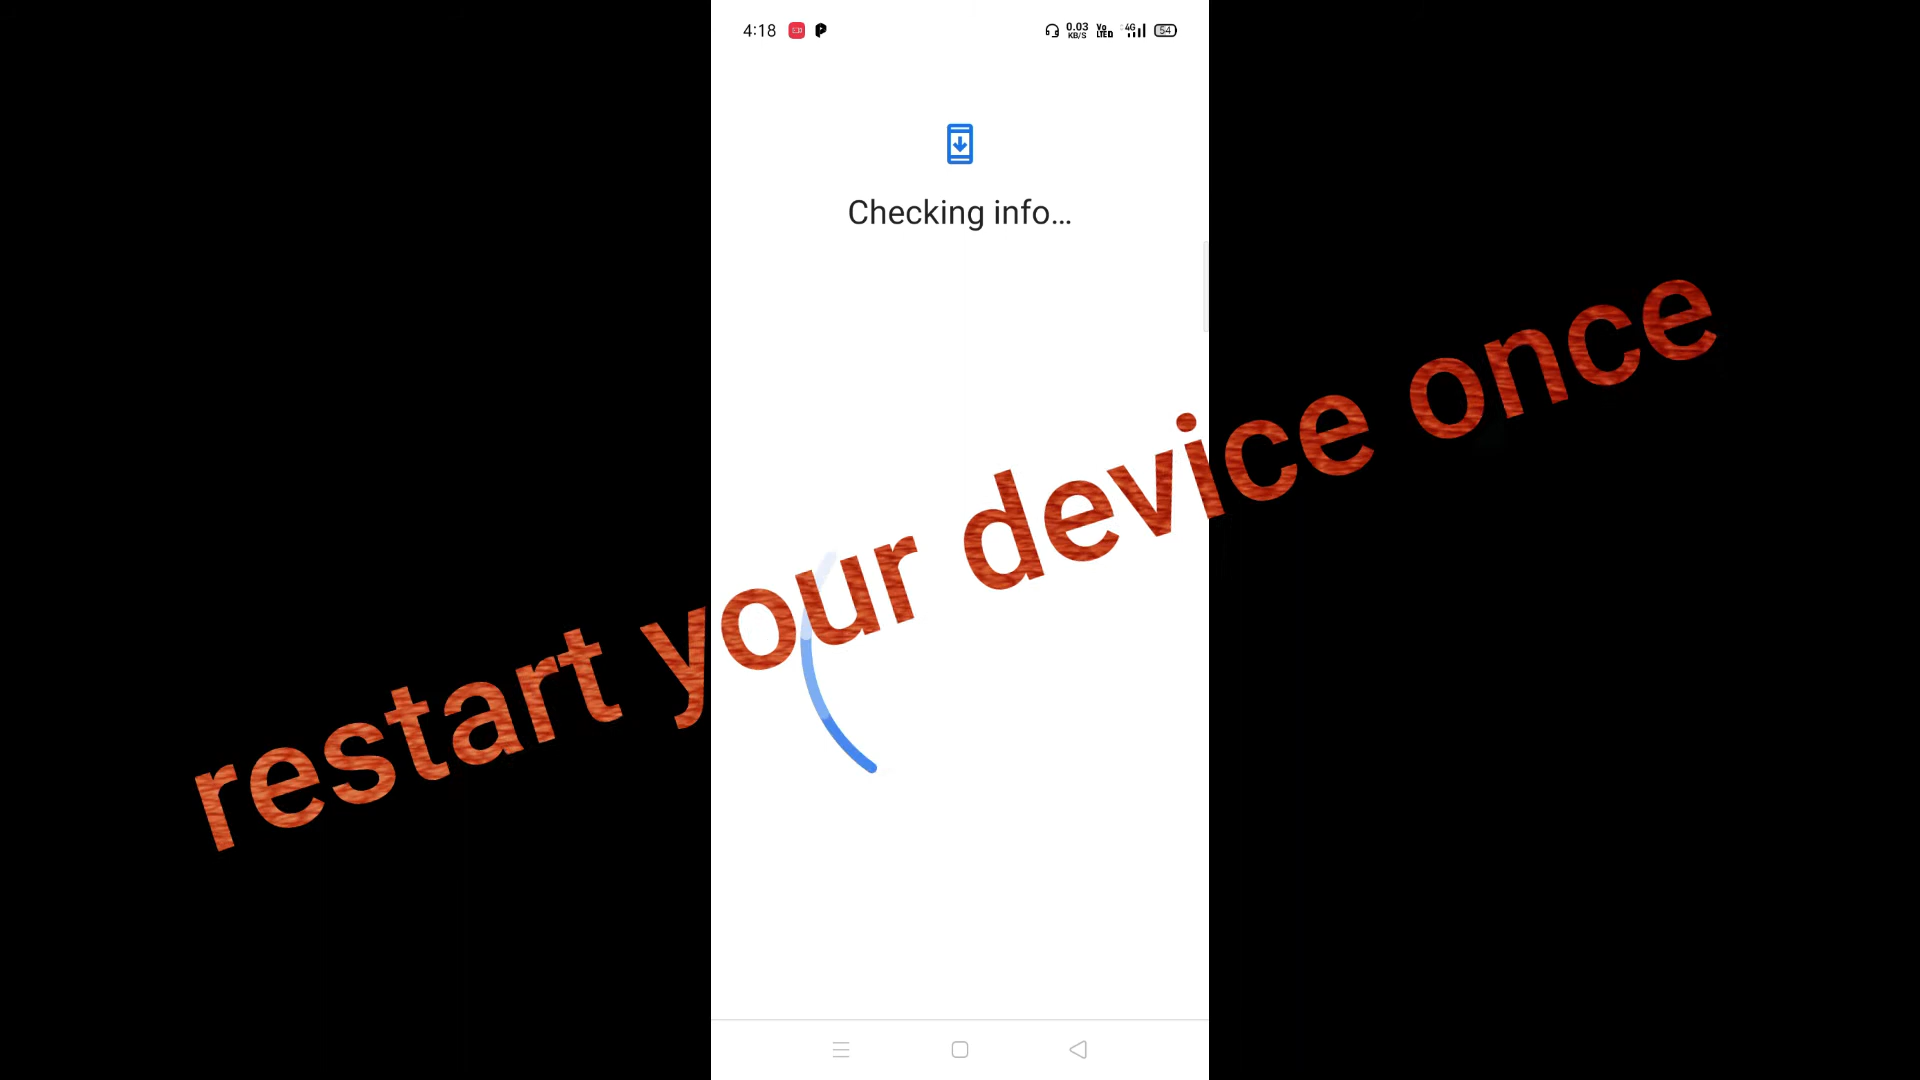 4:18 0.03 KB/S Vo LTE 4G 54
Checking info...
restart your device once